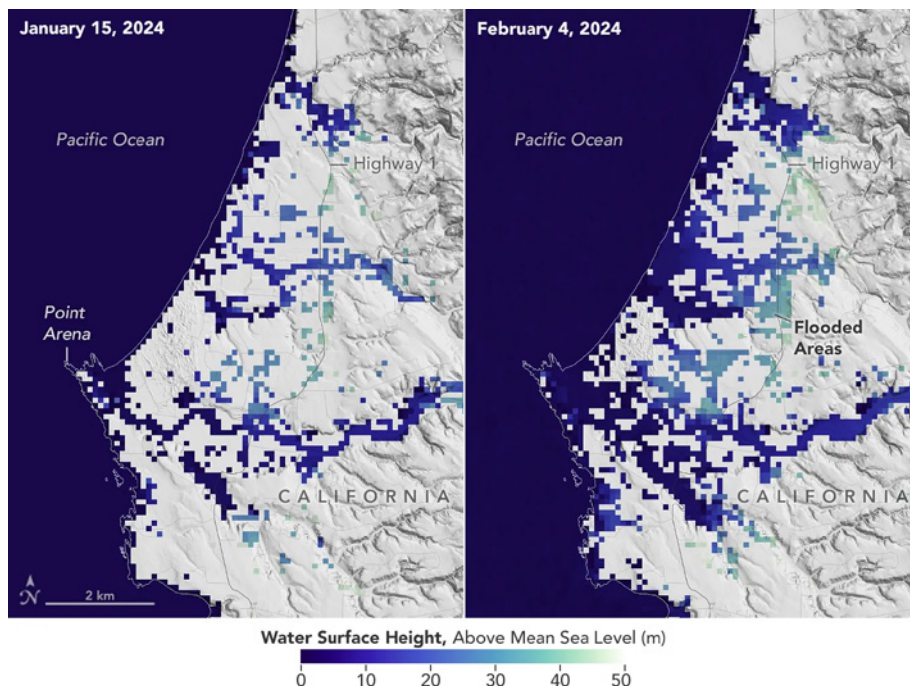 January 15, 2024
Pacific Ocean
Highway 1
Point
Arena
CALIFORNIA
N
2 km
February 4, 2024
Pacific Ocean
Highway 1
Flooded
Areas
CALIFORNIA
Water Surface Height, Above Mean Sea Level (m)
0 10 20 30 40 50